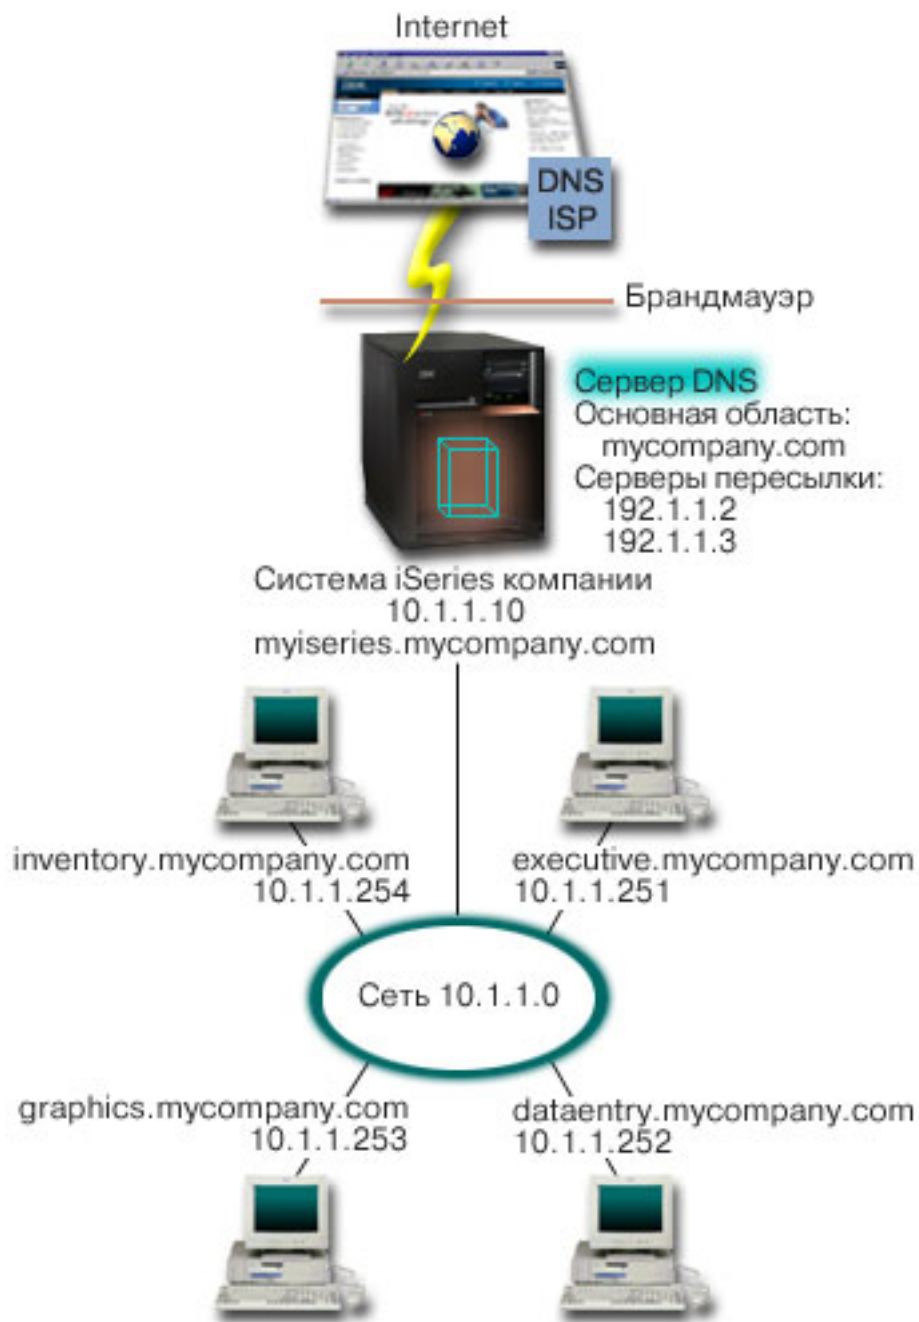 Internet
DNS
ISP
Брандмауэр
Сервер DNS
Основная область:
mycompany.com
Серверы пересылки:
192.1.1.2
192.1.1.3
Система iSeries компании
10.1.1.10
myiseries.mycompany.com
inventory.mycompany.com
10.1.1.254
executive.mycompany.com
10.1.1.251
Сеть 10.1.1.0
graphics.mycompany.com
10.1.1.253
dataentry.mycompany.com
10.1.1.252